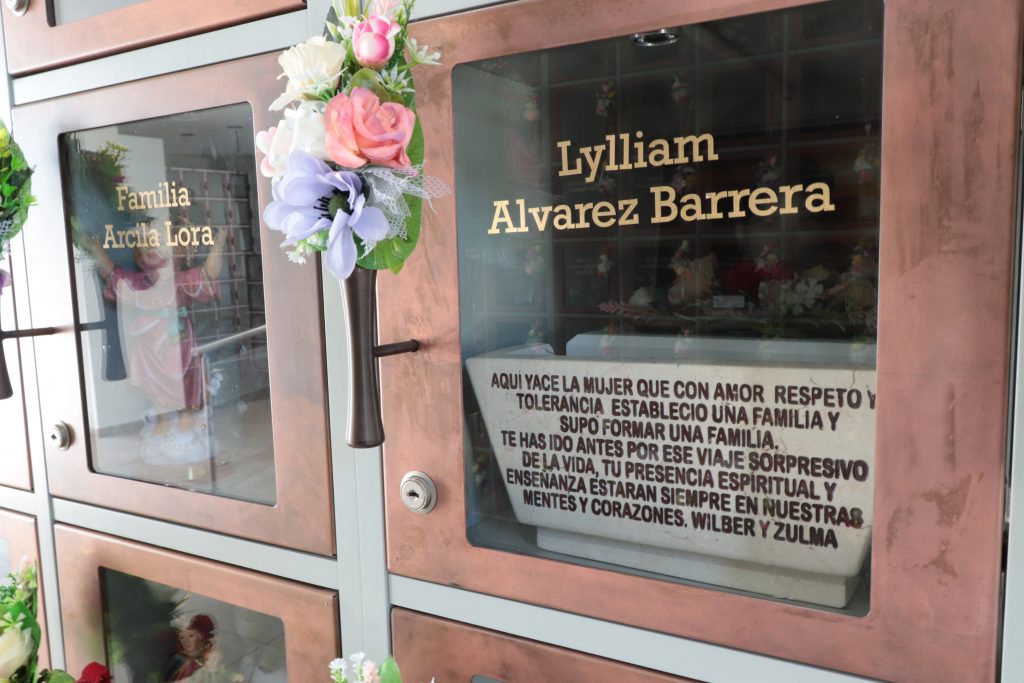 Familia
Arcila Lora
Lylliam
Alvarez Barrera
AQUI YACE LA MUJER QUE CON AMOR RESPETO Y
TOLERANCIA ESTABLECIO UNA FAMILIA Y
SUPO FORMAR UNA FAMILIA.
TE HAS IDO ANTES POR ESE VIAJE SORPRESIVO
DE LA VIDA, TU PRESENCIA ESPIRITUAL Y
ENSEÑANZA ESTARAN SIEMPRE EN NUESTRAS
MENTES Y CORAZONES. WILBER Y ZULMA